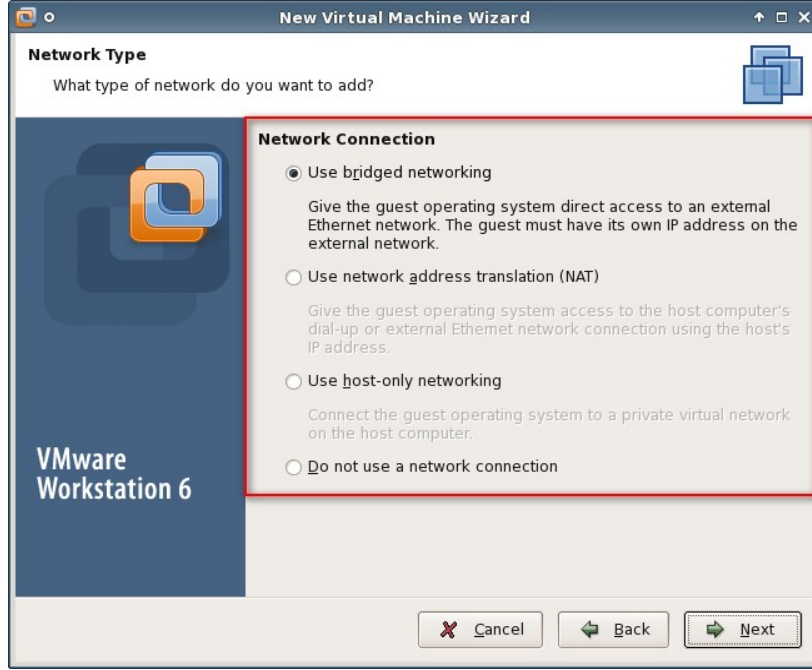 New Virtual Machine Wizard
Network Type
What type of network do you want to add?
Network Connection
Use bridged networking
Give the guest operating system direct access to an external
Ethernet network. The guest must have its own IP address on the
external network.
Use network address translation (NAT)
Give the guest operating system access to the host computer's
dial-up or external Ethernet network connection using the host's
IP address.
Use host-only networking
Connect the guest operating system to a private virtual network
on the host computer.
Do not use a network connection
VMware
Workstation 6
Cancel
Back
Next